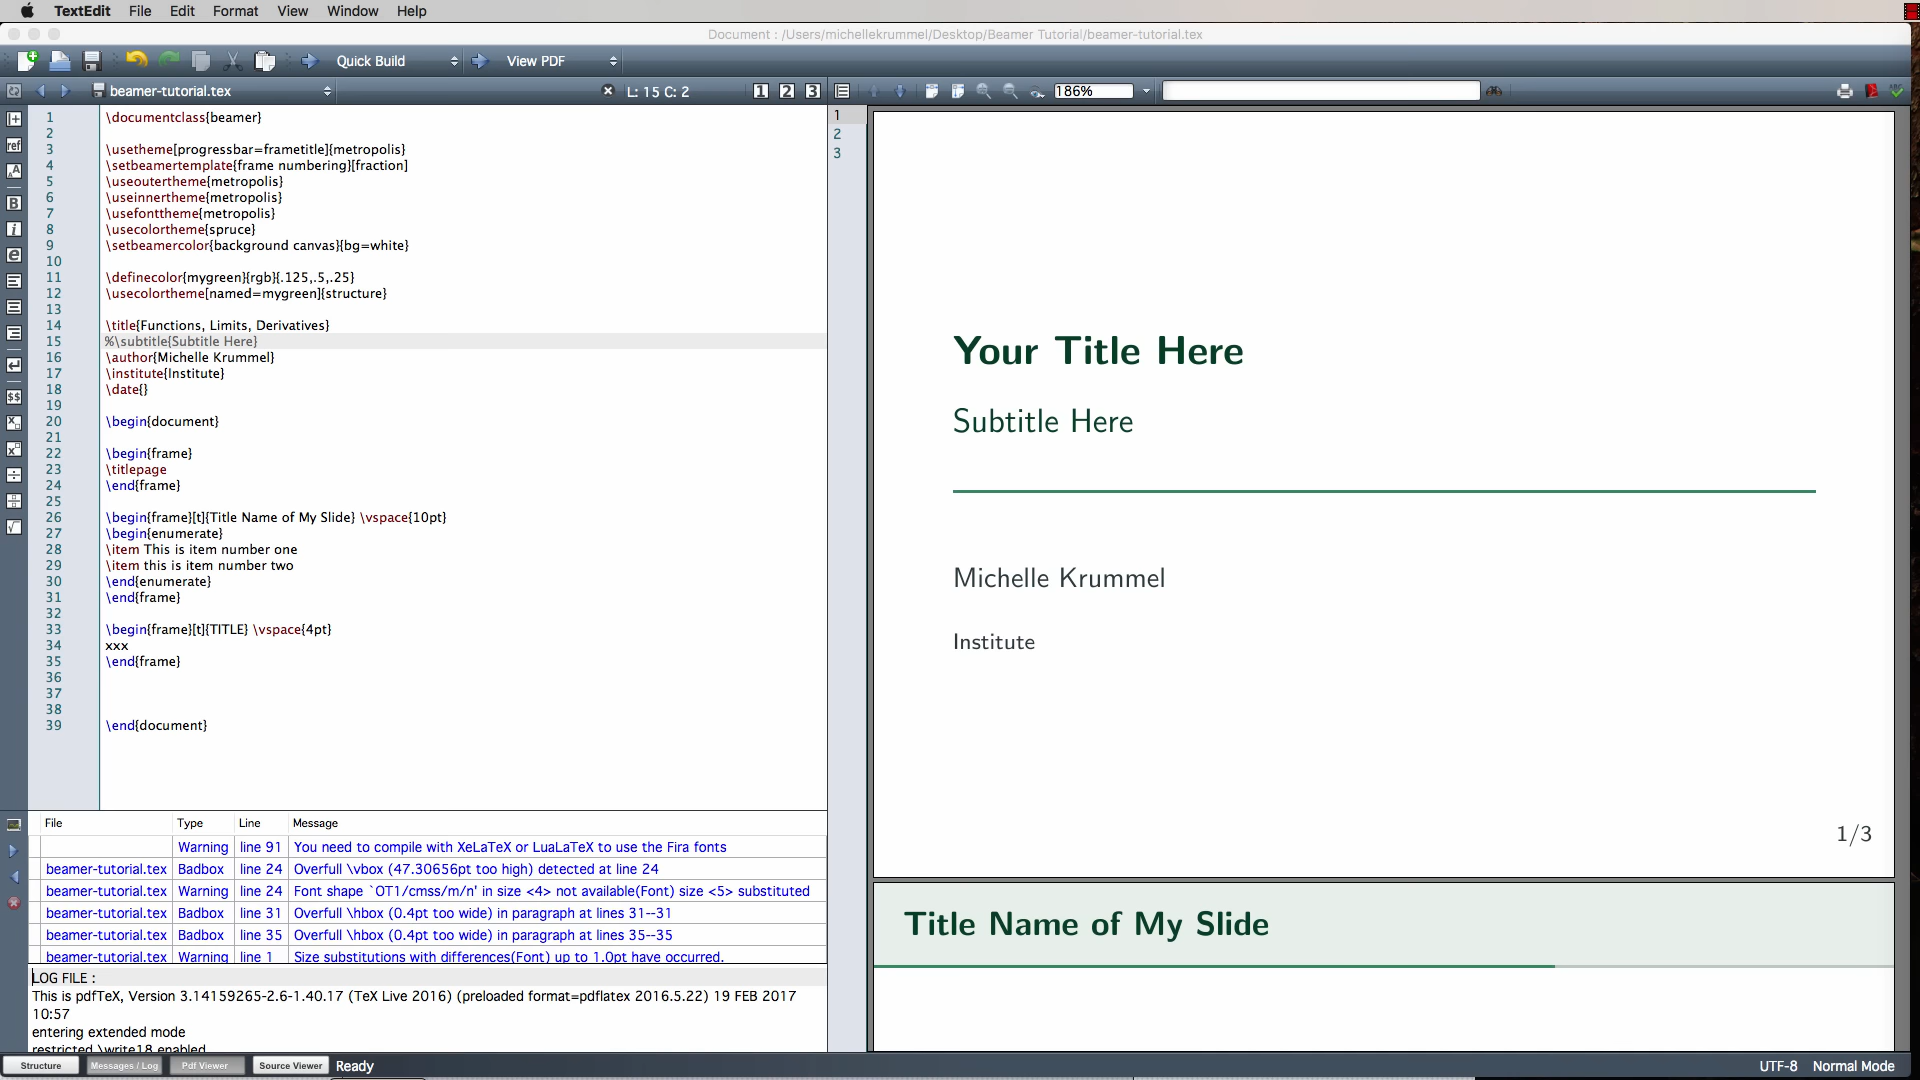 TextEdit File Edit Format View Window Help
Document : /Users/michellekrummel/Desktop/Beamer Tutorial/beamer-tutorial.tex
Quick Build View PDF
beamer-tutorial.tex L: 15 C: 2 1 2 3 186%
1 \documentclass{beamer}
2
3 \usetheme[progressbar=frametitle]{metropolis}
4 \setbeamertemplate{frame numbering}[fraction]
5 \useoutertheme{metropolis}
6 \useinnertheme{metropolis}
7 \usefonttheme{metropolis}
8 \usecolortheme{spruce}
9 \setbeamercolor{background canvas}{bg=white}
10
11 \definecolor{mygreen}{rgb}{.125,.5,.25}
12 \usecolortheme[named=mygreen]{structure}
13
14 \title{Functions, Limits, Derivatives}
15 %\subtitle{Subtitle Here}
16 \author{Michelle Krummel}
17 \institute{Institute}
18 \date{}
19
20 \begin{document}
21
22 \begin{frame}
23 \titlepage
24 \end{frame}
25
26 \begin{frame}[t]{Title Name of My Slide} \vspace{10pt}
27 \begin{enumerate}
28 \item This is item number one
29 \item this is item number two
30 \end{enumerate}
31 \end{frame}
32
33 \begin{frame}[t]{TITLE} \vspace{4pt}
34 xxx
35 \end{frame}
36
37
38
39 \end{document}
1
2
3
Your Title Here
Subtitle Here
Michelle Krummel
Institute
1/3
Title Name of My Slide
File Type Line Message
Warning line 91 You need to compile with XeLaTeX or LuaLaTeX to use the Fira fonts
beamer-tutorial.tex Badbox line 24 Overfull \vbox (47.30656pt too high) detected at line 24
beamer-tutorial.tex Warning line 24 Font shape `OT1/cmss/m/n' in size <4> not available(Font) size <5> substituted
beamer-tutorial.tex Badbox line 31 Overfull \hbox (0.4pt too wide) in paragraph at lines 31--31
beamer-tutorial.tex Badbox line 35 Overfull \hbox (0.4pt too wide) in paragraph at lines 35--35
beamer-tutorial.tex Warning line 1 Size substitutions with differences(Font) up to 1.0pt have occurred.
LOG FILE :
This is pdfTeX, Version 3.14159265-2.6-1.40.17 (TeX Live 2016) (preloaded format=pdflatex 2016.5.22) 19 FEB 2017
10:57
entering extended mode
restricted \write18 enabled
Structure Messages / Log Pdf Viewer Source Viewer Ready UTF-8 Normal Mode